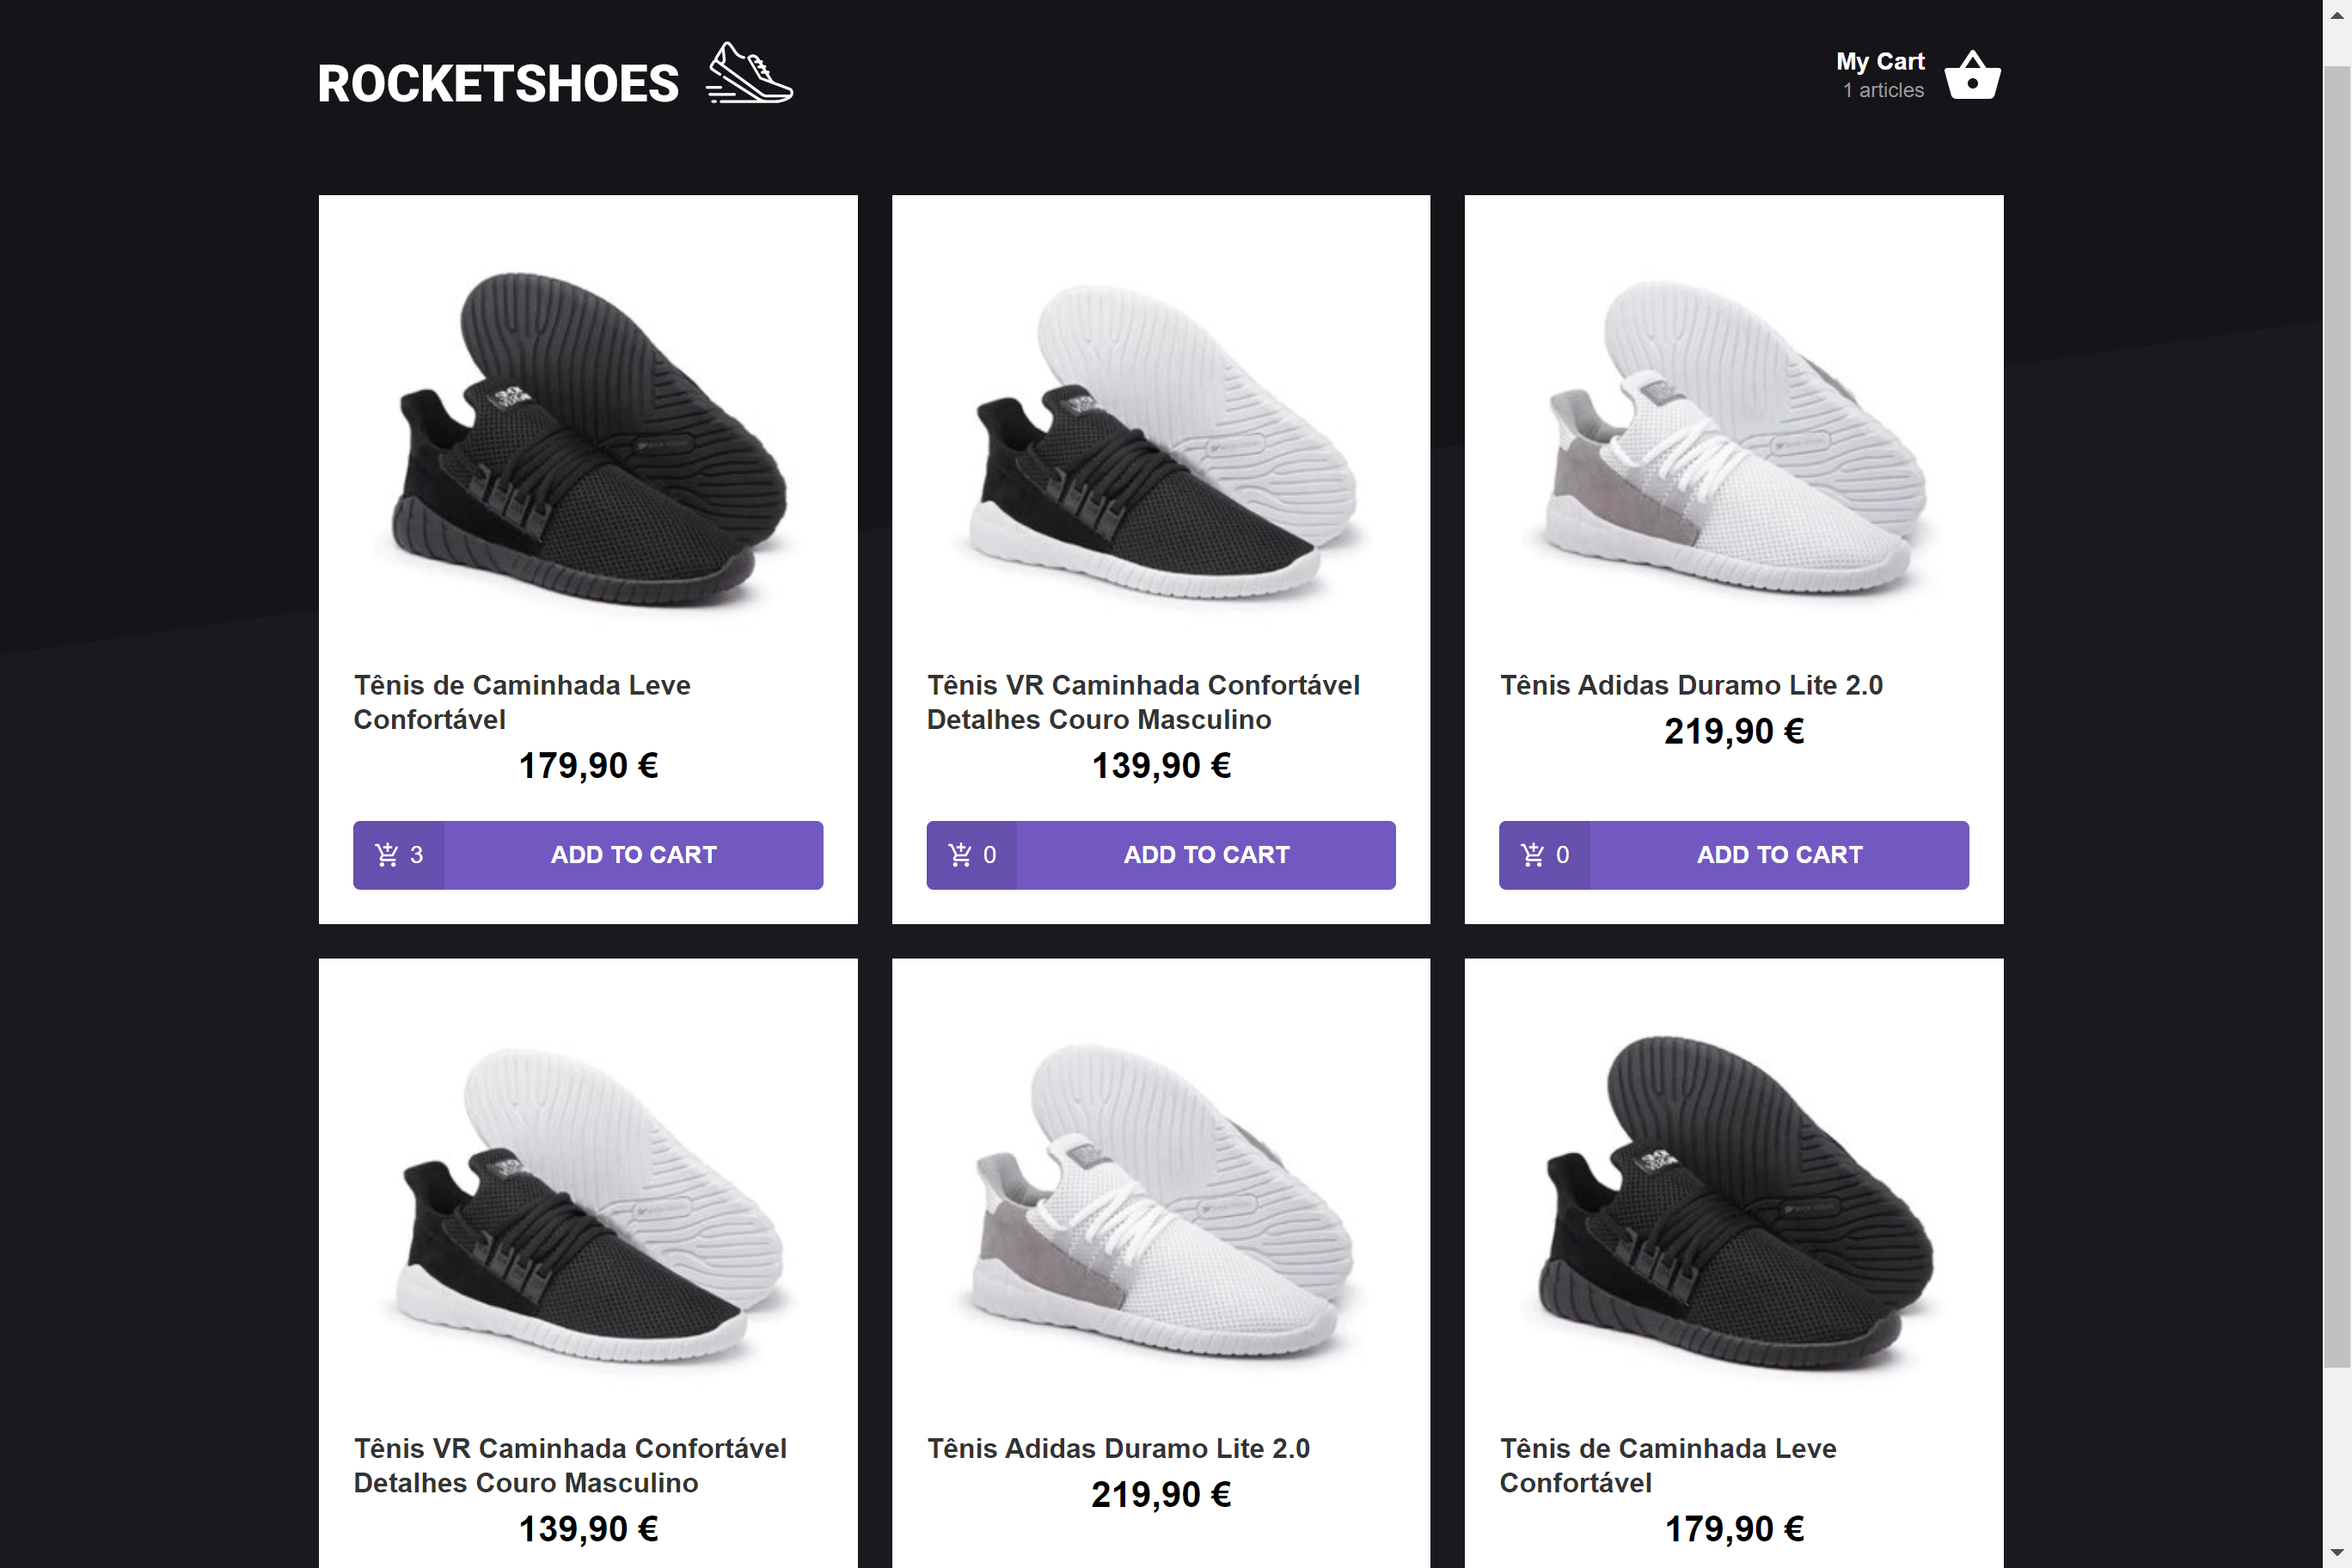 ROCKETSHOES
My Cart
1 articles
Tênis de Caminhada Leve
Confortável
179,90 €
3 ADD TO CART
Tênis VR Caminhada Confortável
Detalhes Couro Masculino
139,90 €
0 ADD TO CART
Tênis Adidas Duramo Lite 2.0
219,90 €
0 ADD TO CART
Tênis VR Caminhada Confortável
Detalhes Couro Masculino
139,90 €
Tênis Adidas Duramo Lite 2.0
219,90 €
Tênis de Caminhada Leve
Confortável
179,90 €